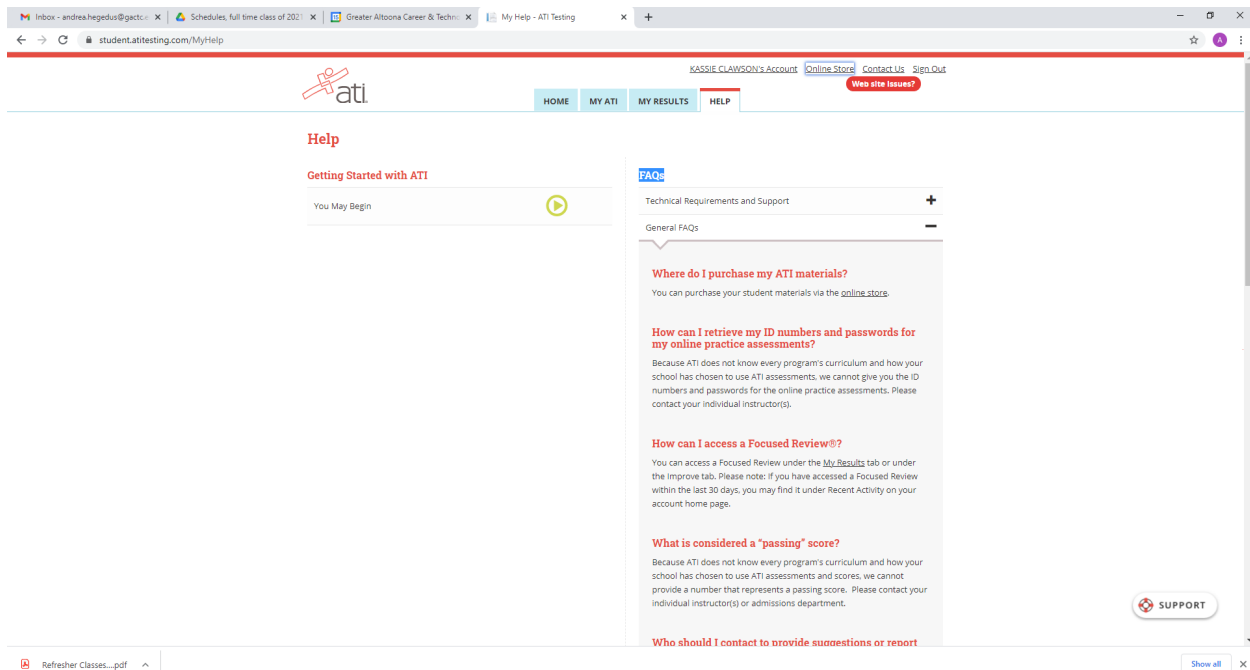 Inbox - andrea.hegedus@gactc.e
Schedules, full time class of 2021
Greater Altoona Career & Techni
My Help - ATI Testing
student.atitesting.com/MyHelp
A
KASSIE CLAWSON's Account Online Store Contact Us Sign Out
Web site Issues?
ati
HOME MY ATI MY RESULTS HELP
Help
Getting Started with ATI
You May Begin
FAQs
Technical Requirements and Support
General FAQs
Where do I purchase my ATI materials?
You can purchase your student materials via the online store.
How can I retrieve my ID numbers and passwords for
my online practice assessments?
Because ATI does not know every program's curriculum and how your
school has chosen to use ATI assessments, we cannot give you the ID
numbers and passwords for the online practice assessments. Please
contact your individual instructor(s).
How can I access a Focused Review®?
You can access a Focused Review under the My Results tab or under
the Improve tab. Please note: If you have accessed a Focused Review
within the last 30 days, you may find it under Recent Activity on your
account home page.
What is considered a "passing" score?
Because ATI does not know every program's curriculum and how your
school has chosen to use ATI assessments and scores, we cannot
provide a number that represents a passing score. Please contact your
individual instructor(s) or admissions department.
Who should I contact to provide suggestions or report
SUPPORT
Refresher Classes....pdf
Show all